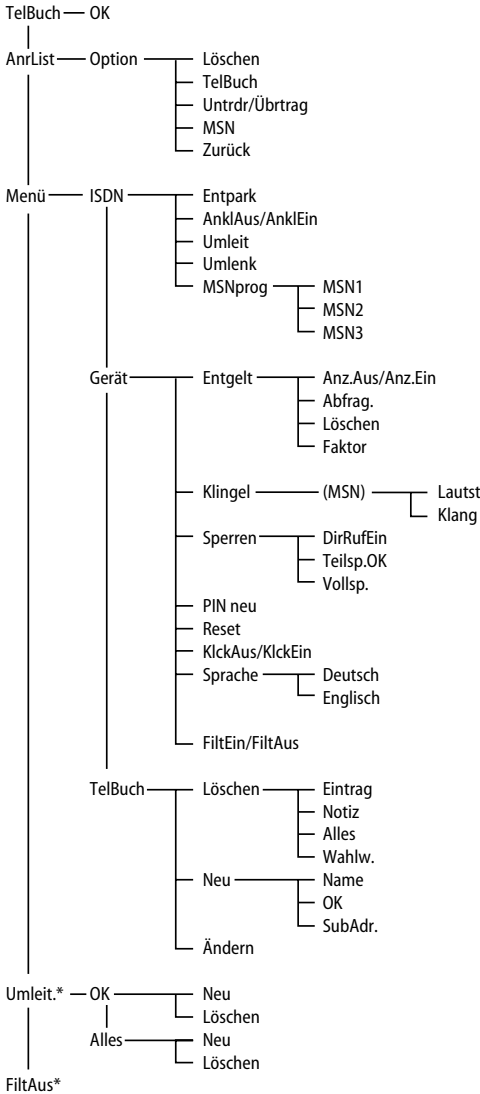 TelBuch OK
AnrList Option Löschen
TelBuch
Untrdr/Übrtrag
MSN
Zurück
Menü ISDN Entpark
AnklAus/AnklEin
Umleit
Umlenk
MSNprog MSN1
MSN2
MSN3
Gerät Entgelt Anz.Aus/Anz.Ein
Abfrag.
Löschen
Faktor
Klingel (MSN) Lautst
Klang
Sperren DirRufEin
Teilsp.OK
Vollsp.
PIN neu
Reset
KlckAus/KlckEin
Sprache Deutsch
Englisch
FiltEin/FiltAus
TelBuch Löschen Eintrag
Notiz
Alles
Wahlw.
Neu Name
OK
SubAdr.
Ändern
Umleit.* OK Neu
Löschen
Alles Neu
Löschen
FiltAus*